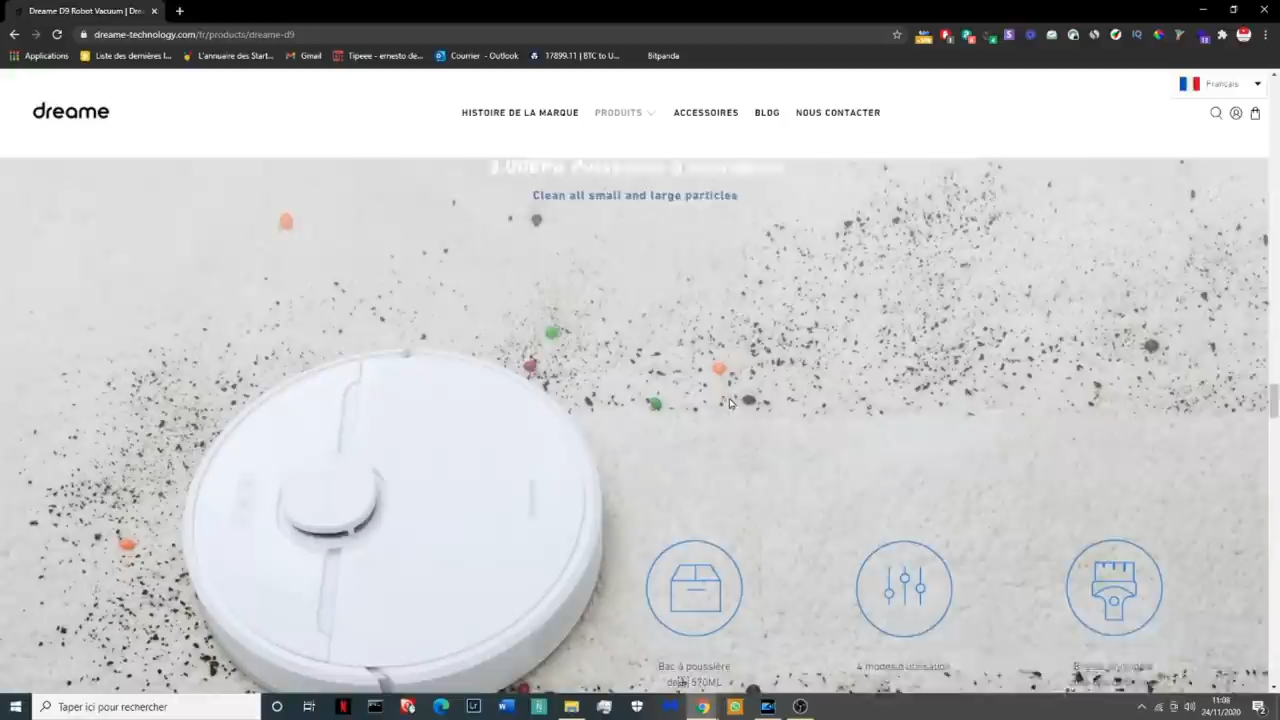 Dreame D9 Robot Vacuum | Dre
dreame-technology.com/fr/products/dreame-d9
Applications
Liste des dernières l...
L'annuaire des Start...
Gmail
Tipeee - ernesto de...
Courrier - Outlook
17899.11 | BTC to U...
Bitpanda
Français
dreame
HISTOIRE DE LA MARQUE
PRODUITS
ACCESSOIRES
BLOG
NOUS CONTACTER
Clean all small and large particles
Bac à poussière
570ML
4 modes d'utilisation
Taper ici pour rechercher
11:08
24/11/2020